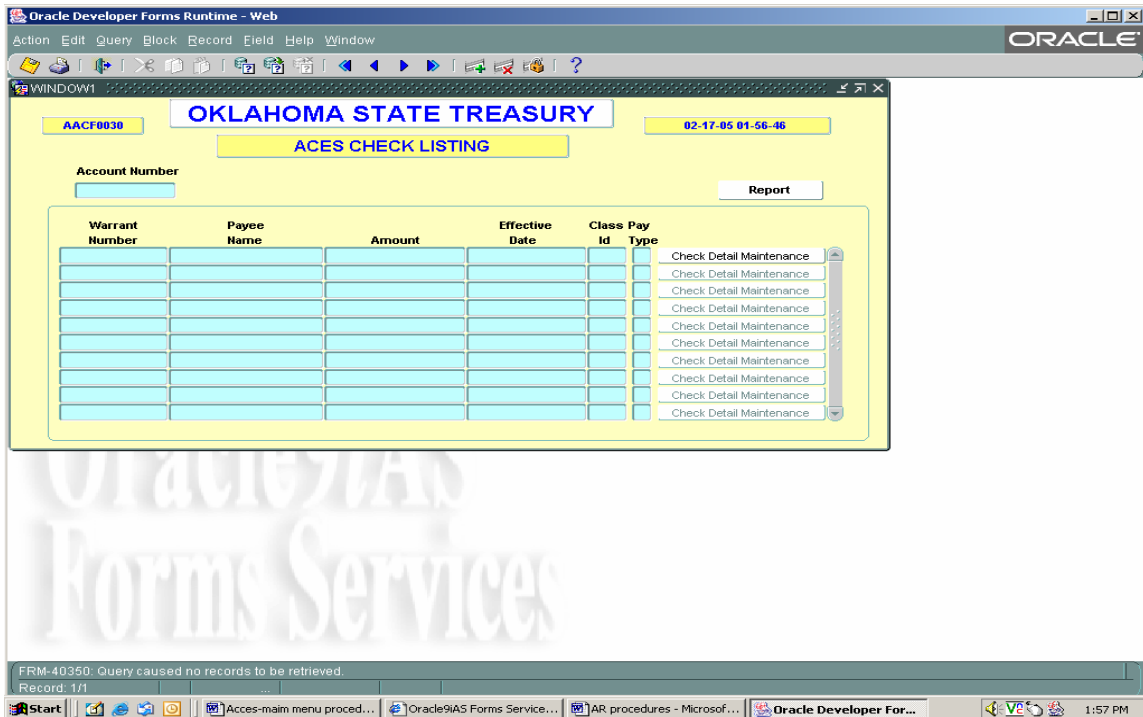 Oracle Developer Forms Runtime - Web
Action Edit Query Block Record Field Help Window
ORACLE
WINDOW1
OKLAHOMA STATE TREASURY
AACF0030
02-17-05 01-56-46
ACES CHECK LISTING
Account Number
Report
Warrant Payee Effective Class Pay
Number Name Amount Date Id Type
Check Detail Maintenance
Check Detail Maintenance
Check Detail Maintenance
Check Detail Maintenance
Check Detail Maintenance
Check Detail Maintenance
Check Detail Maintenance
Check Detail Maintenance
Check Detail Maintenance
Check Detail Maintenance
Oracle9iAS
Forms Services
FRM-40350: Query caused no records to be retrieved.
Record: 1/1 ...
Start Acces-maim menu proced... Oracle9iAS Forms Service... AR procedures - Microsof... Oracle Developer For... 1:57 PM